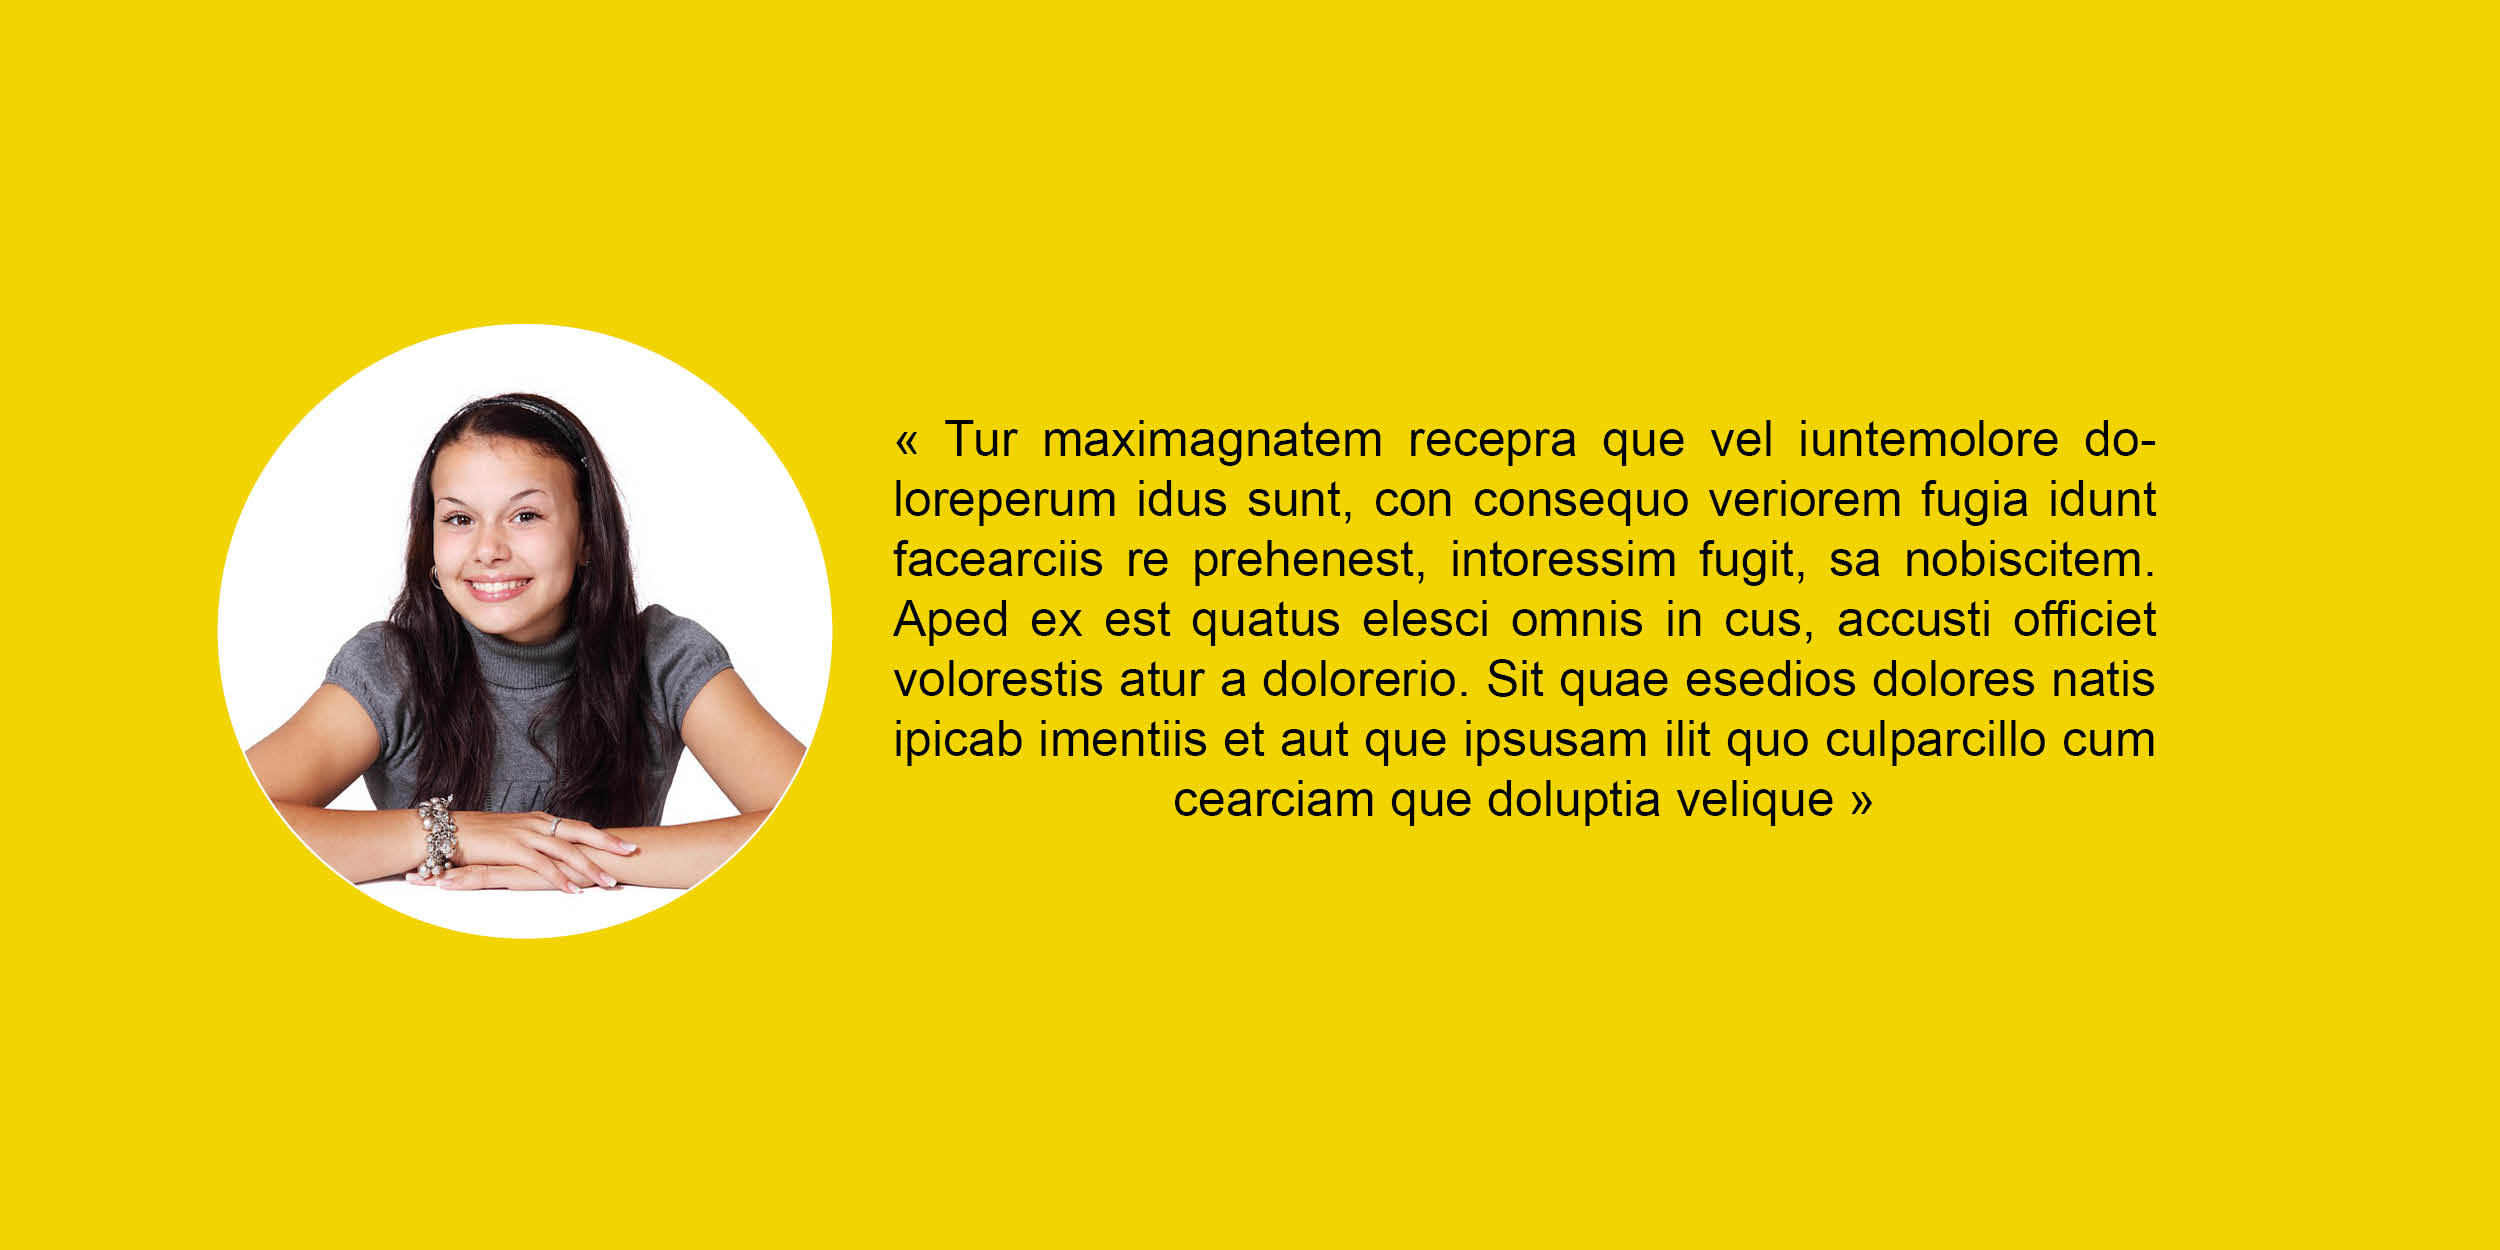 « Tur maximagnatem recepra que vel iuntemolore do-
loreperum idus sunt, con consequo veriorem fugia idunt
facearciis re prehenest, intoressim fugit, sa nobiscitem.
Aped ex est quatus elesci omnis in cus, accusti officiet
volorestis atur a dolorerio. Sit quae esedios dolores natis
ipicab imentiis et aut que ipsusam ilit quo culparcillo cum
cearciam que doluptia velique »